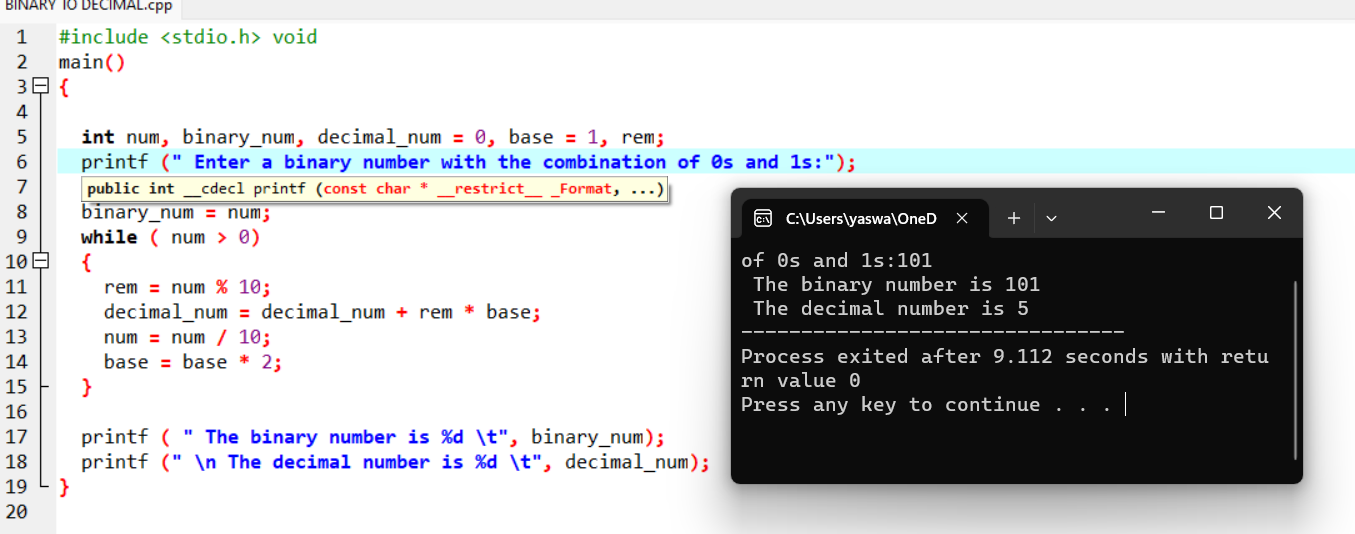 BINARY TO DECIMAL.cpp
1 #include <stdio.h> void
2 main()
3 {
4
5 int num, binary_num, decimal_num = 0, base = 1, rem;
6 printf (" Enter a binary number with the combination of 0s and 1s:");
7 public int __cdecl printf (const char * __restrict__ _Format, ...)
8 binary_num = num;
9 while ( num > 0)
10 {
11 rem = num % 10;
12 decimal_num = decimal_num + rem * base;
13 num = num / 10;
14 base = base * 2;
15 }
16
17 printf ( " The binary number is %d \t", binary_num);
18 printf (" \n The decimal number is %d \t", decimal_num);
19 }
20
C:\Users\yaswa\OneD
of 0s and 1s:101
The binary number is 101
The decimal number is 5
--------------------------------
Process exited after 9.112 seconds with retu
rn value 0
Press any key to continue . . .